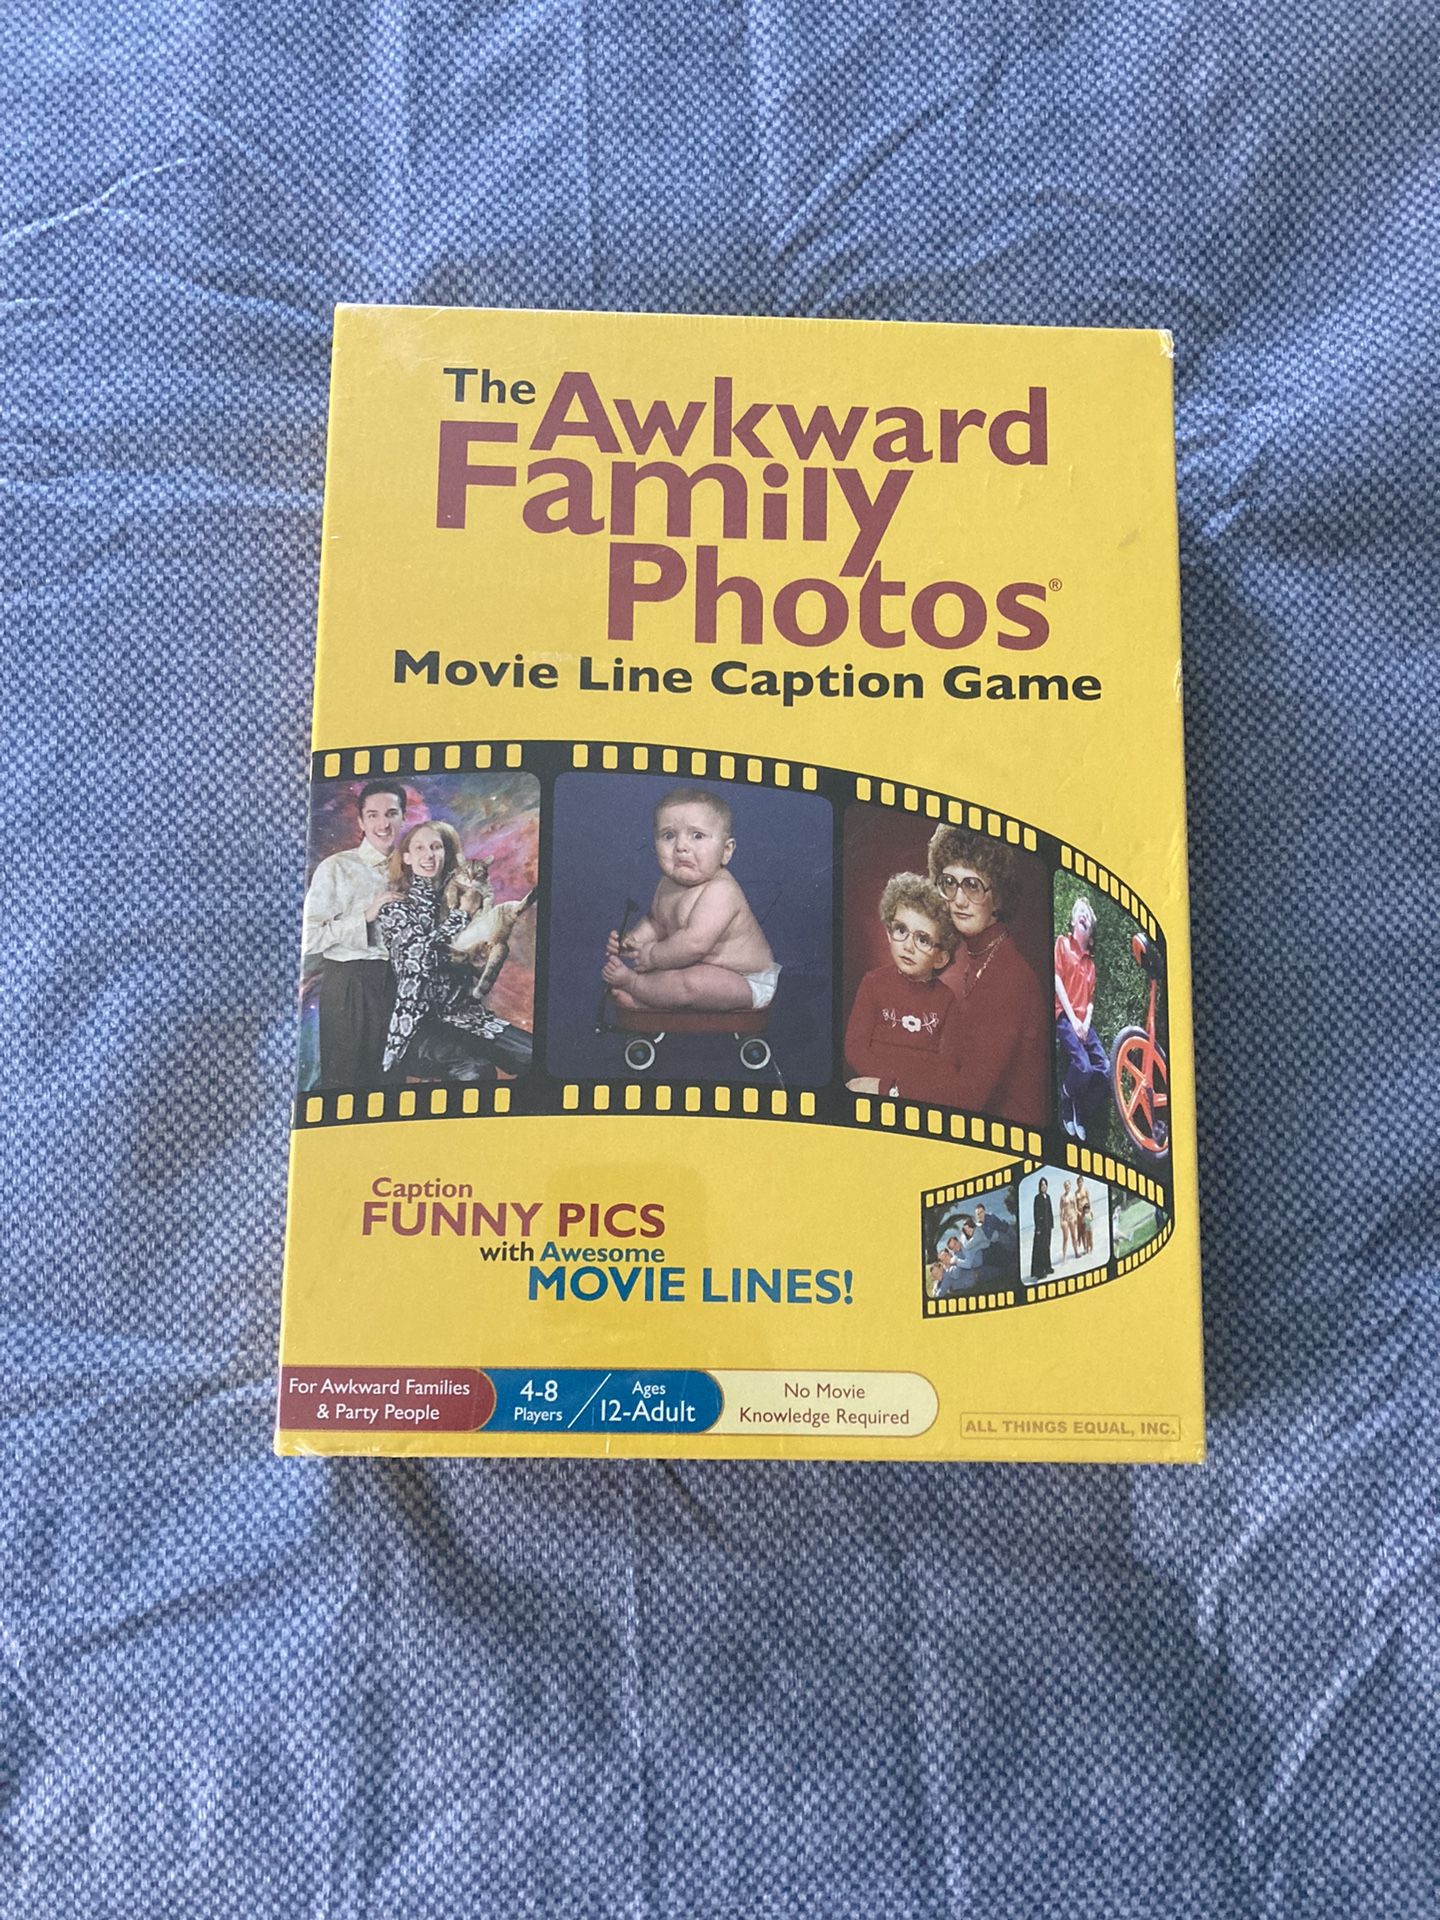 The Awkward
Family
Photos®
Movie Line Caption Game
Caption
FUNNY PICS
with Awesome
MOVIE LINES!
For Awkward Families
& Party People
4-8
Players
Ages
12-Adult
No Movie
Knowledge Required
ALL THINGS EQUAL, INC.